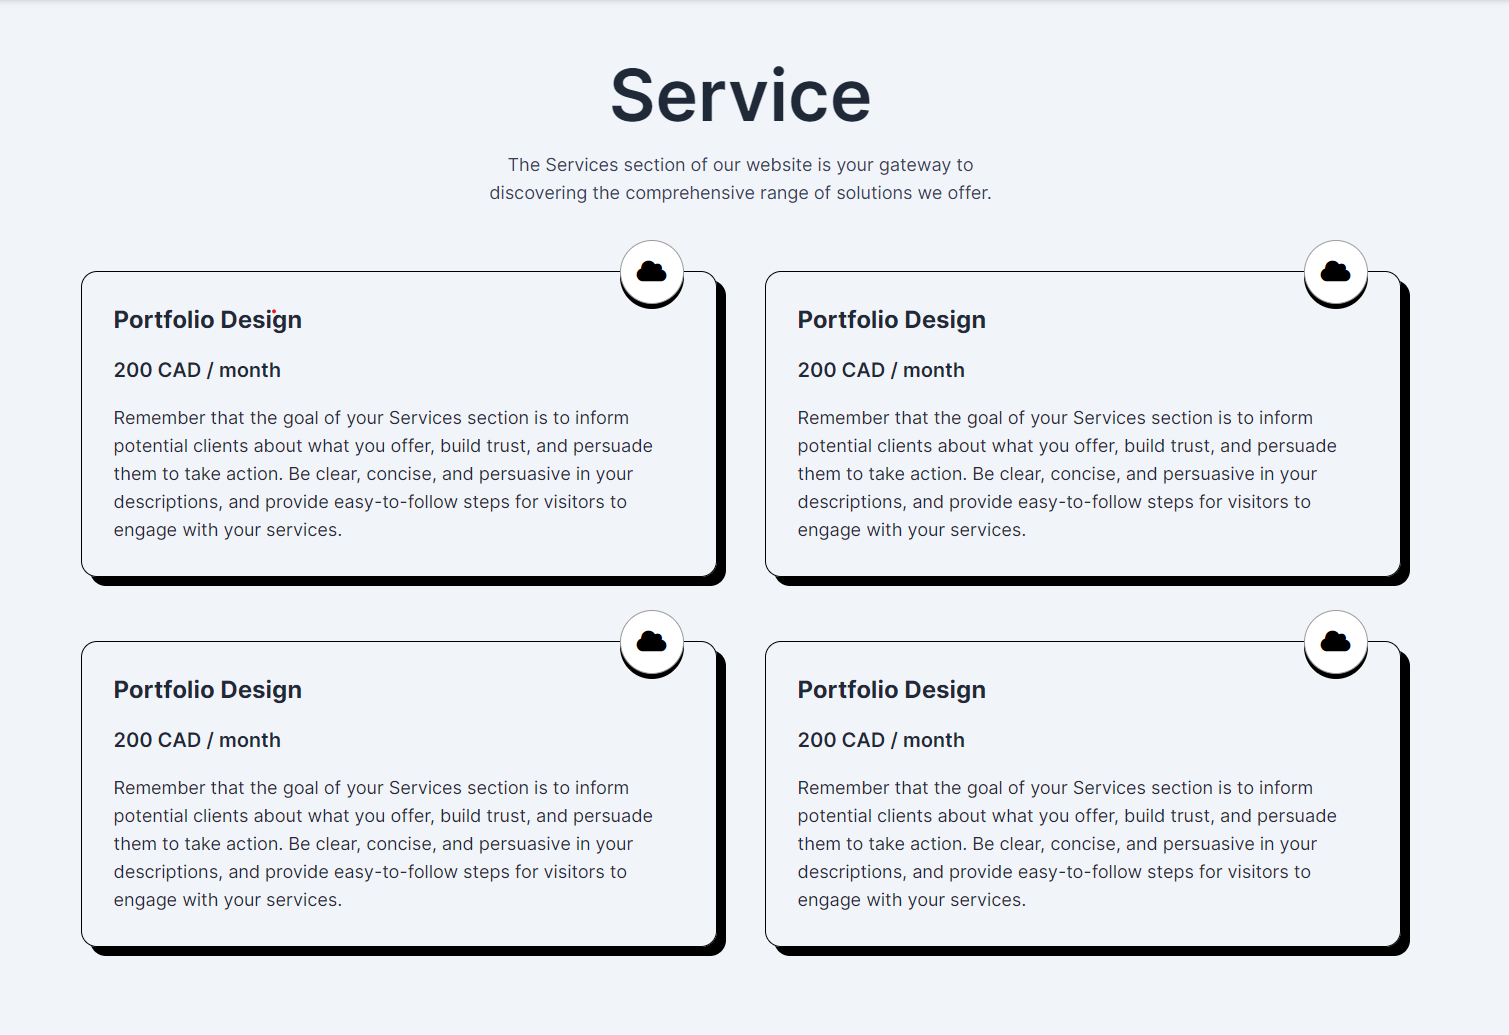 Service
The Services section of our website is your gateway to
discovering the comprehensive range of solutions we offer.
Portfolio Design
200 CAD / month
Remember that the goal of your Services section is to inform
potential clients about what you offer, build trust, and persuade
them to take action. Be clear, concise, and persuasive in your
descriptions, and provide easy-to-follow steps for visitors to
engage with your services.
Portfolio Design
200 CAD / month
Remember that the goal of your Services section is to inform
potential clients about what you offer, build trust, and persuade
them to take action. Be clear, concise, and persuasive in your
descriptions, and provide easy-to-follow steps for visitors to
engage with your services.
Portfolio Design
200 CAD / month
Remember that the goal of your Services section is to inform
potential clients about what you offer, build trust, and persuade
them to take action. Be clear, concise, and persuasive in your
descriptions, and provide easy-to-follow steps for visitors to
engage with your services.
Portfolio Design
200 CAD / month
Remember that the goal of your Services section is to inform
potential clients about what you offer, build trust, and persuade
them to take action. Be clear, concise, and persuasive in your
descriptions, and provide easy-to-follow steps for visitors to
engage with your services.